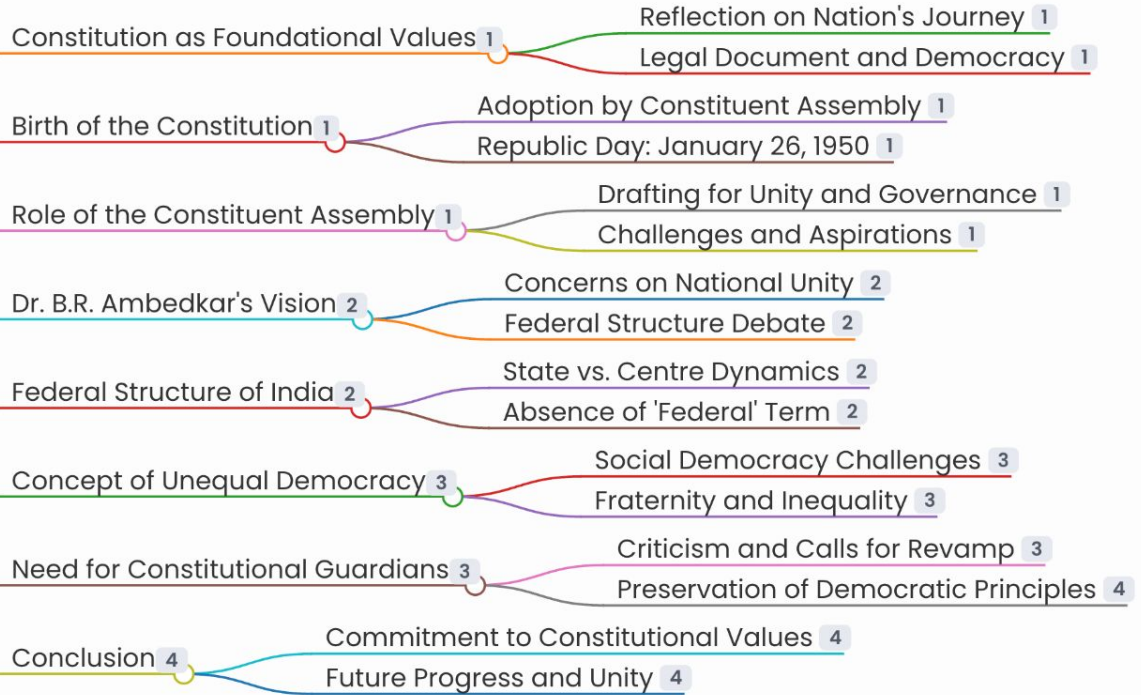 Constitution as Foundational Values 1
Reflection on Nation's Journey 1
Legal Document and Democracy 1
Birth of the Constitution 1
Adoption by Constituent Assembly 1
Republic Day: January 26, 1950 1
Role of the Constituent Assembly 1
Drafting for Unity and Governance 1
Challenges and Aspirations 1
Dr. B.R. Ambedkar's Vision 2
Concerns on National Unity 2
Federal Structure Debate 2
Federal Structure of India 2
State vs. Centre Dynamics 2
Absence of 'Federal' Term 2
Concept of Unequal Democracy 3
Social Democracy Challenges 3
Fraternity and Inequality 3
Need for Constitutional Guardians 3
Criticism and Calls for Revamp 3
Preservation of Democratic Principles 4
Conclusion 4
Commitment to Constitutional Values 4
Future Progress and Unity 4